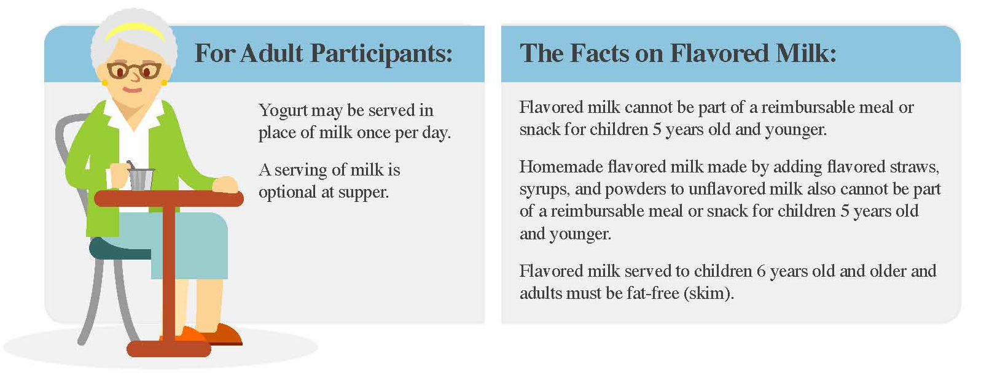 For Adult Participants:
Yogurt may be served in
place of milk once per day.
A serving of milk is
optional at supper.
The Facts on Flavored Milk:
Flavored milk cannot be part of a reimbursable meal or
snack for children 5 years old and younger.
Homemade flavored milk made by adding flavored straws,
syrups, and powders to unflavored milk also cannot be part
of a reimbursable meal or snack for children 5 years old
and younger.
Flavored milk served to children 6 years old and older and
adults must be fat-free (skim).